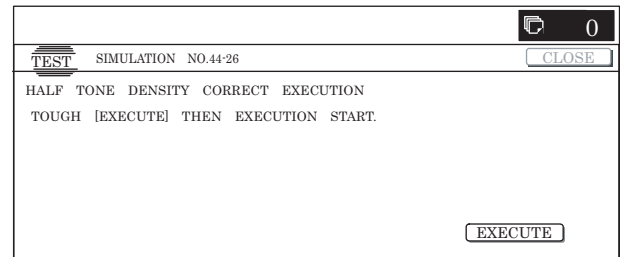 0
TEST SIMULATION NO.44-26 CLOSE
HALF TONE DENSITY CORRECT EXECUTION
TOUGH [EXECUTE] THEN EXECUTION START.
EXECUTE